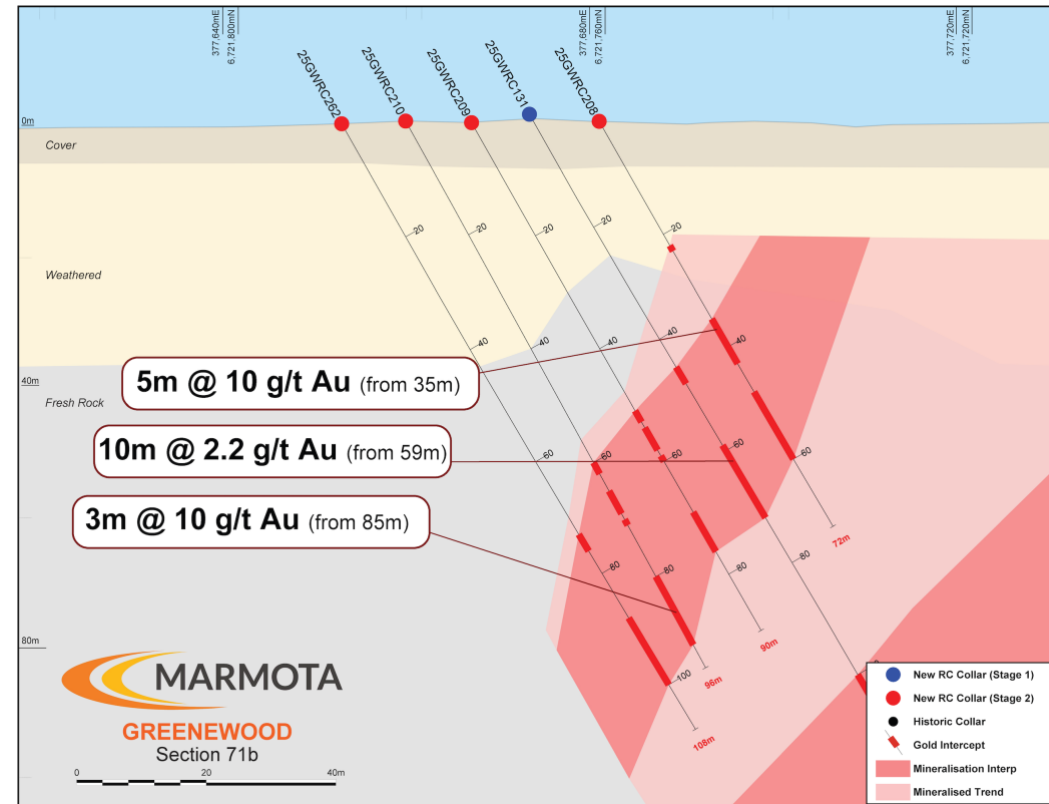 377,640mE
6,721,800mN
377,680mE
6,721,760mN
377,720mE
6,721,720mN
25GWRC262
25GWRC210
25GWRC209
25GWRC131
25GWRC208
0m
Cover
20
20
20
20
20
Weathered
40
40
40
40
40
40m
Fresh Rock
5m @ 10 g/t Au (from 35m)
10m @ 2.2 g/t Au (from 59m)
3m @ 10 g/t Au (from 85m)
60
60
60
60
60
72m
80
80
80
80
80m
90m
96m
100
108m
MARMOTA
GREENEWOOD
Section 71b
0
20
40m
New RC Collar (Stage 1)
New RC Collar (Stage 2)
Historic Collar
Gold Intercept
Mineralisation Interp
Mineralised Trend